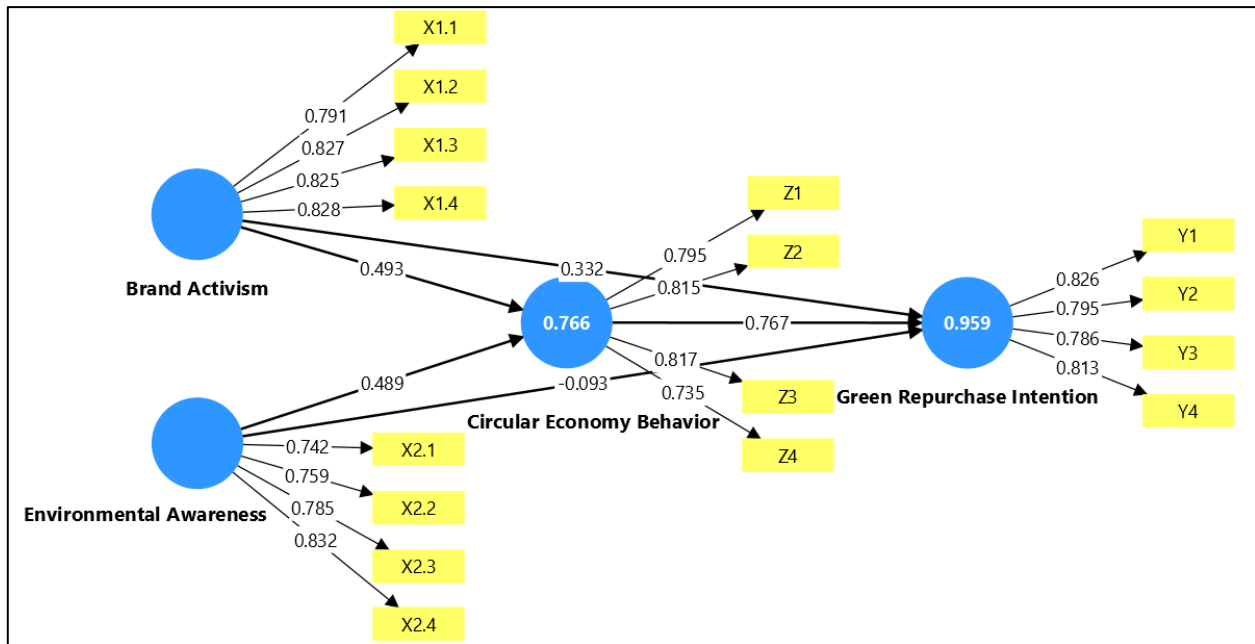 X1.1
X1.2
X1.3
X1.4
0.791
0.827
0.825
0.828
Brand Activism
0.493
0.332
Z1
Z2
0.795
0.815
0.766
0.767
0.959
Y1
Y2
Y3
Y4
0.826
0.795
0.786
0.813
Green Repurchase Intention
0.489
-0.093
0.817
0.735
Circular Economy Behavior
Z3
Z4
Environmental Awareness
0.742
0.759
0.785
0.832
X2.1
X2.2
X2.3
X2.4